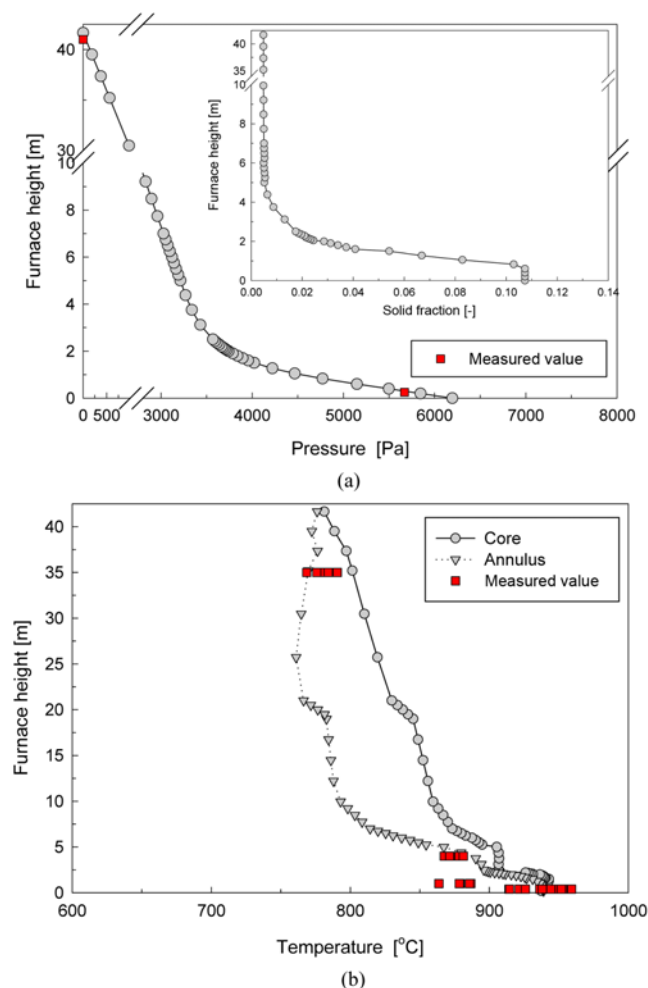 40
30
10
8
6
4
2
0
Furnace height [m]
0 500 3000 4000 5000 6000 7000 8000
Pressure [Pa]
40
35
10
8
6
4
2
0
Furnace height [m]
0.00 0.02 0.04 0.06 0.08 0.10 0.12 0.14
Solid fraction [-]
Measured value
(a)
40
35
30
25
20
15
10
5
0
Furnace height [m]
600 700 800 900 1000
Temperature [°C]
Core
Annulus
Measured value
(b)